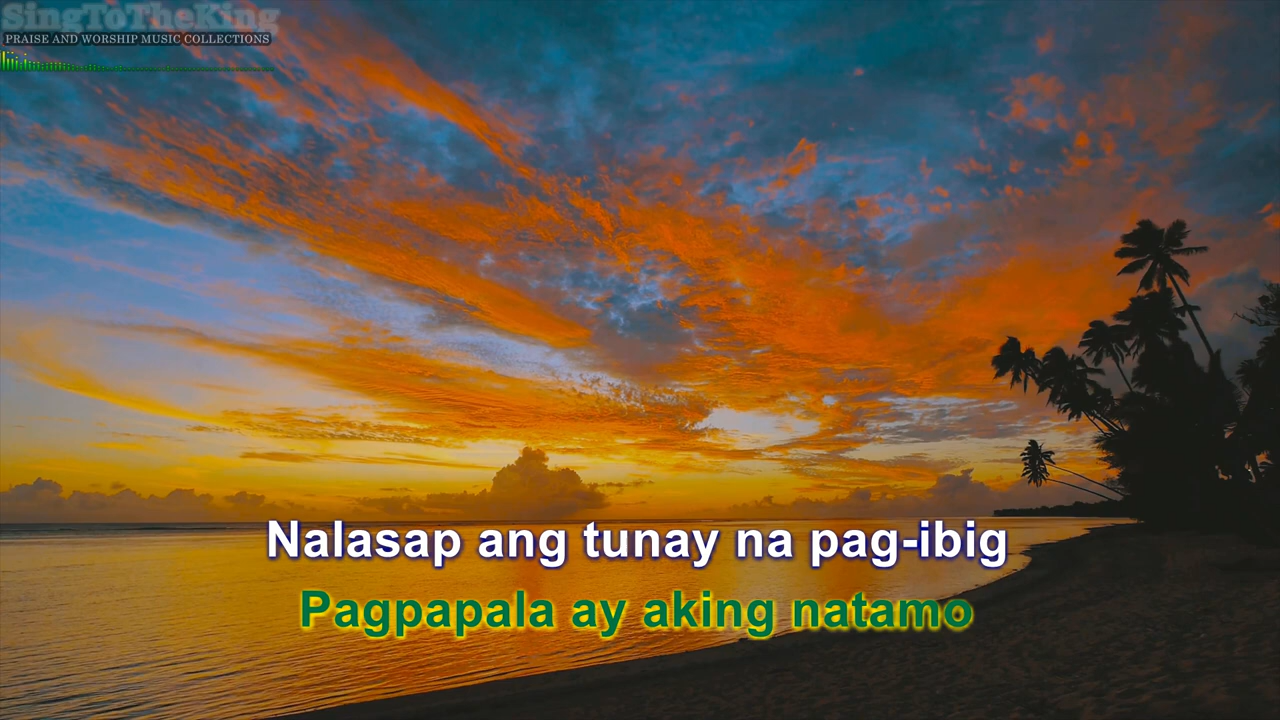 SingToTheKing
PRAISE AND WORSHIP MUSIC COLLECTIONS
Nalasap ang tunay na pag-ibig
Pagpapala ay aking natamo